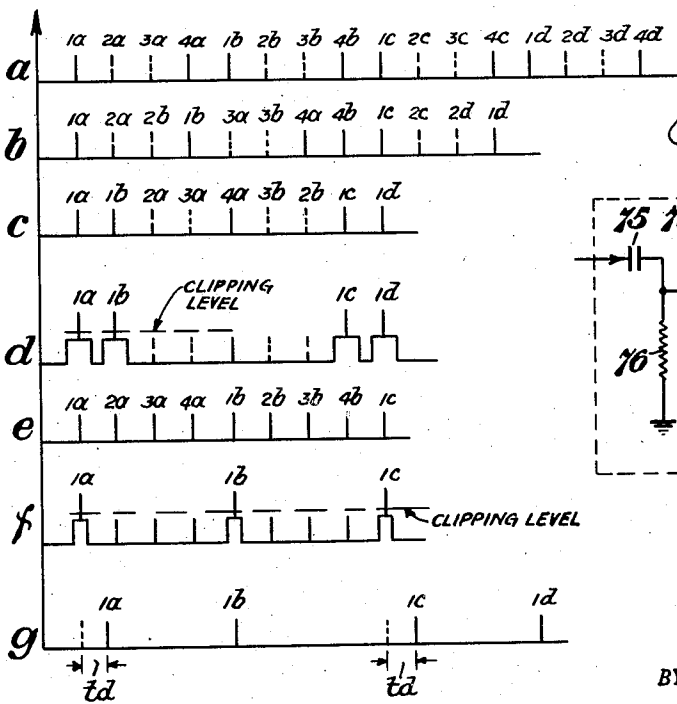 1a 2a 3a 4a 1b 2b 3b 4b 1c 2c 3c 4c 1d 2d 3d 4d
a
1a 2a 2b 1b 3a 3b 4a 4b 1c 2c 2d 1d
b
1a 1b 2a 3a 4a 3b 2b 1c 1d
c
75
CLIPPING
LEVEL
1a 1b 1c 1d
d
76
1a 2a 3a 4a 1b 2b 3b 4b 1c
e
1a 1b 1c
f
CLIPPING LEVEL
1a 1b 1c 1d
g
td td
BY